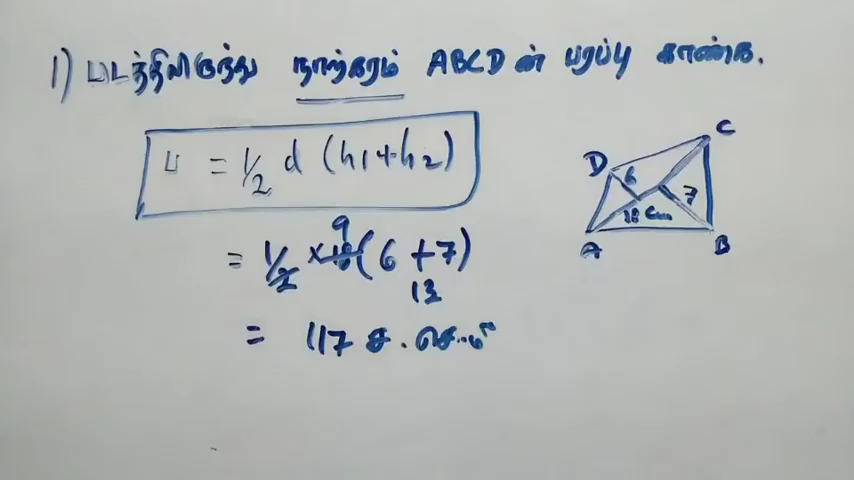 1) படத்திலிருந்து நாற்கரம் ABCD ன் பரப்பு காண்க.
ப = 1/2 d (h1+h2)
= 1/2 × 18 (6 + 7)
9
13
= 117 ச. செ.மீ
D
C
6
7
18 cm
A
B